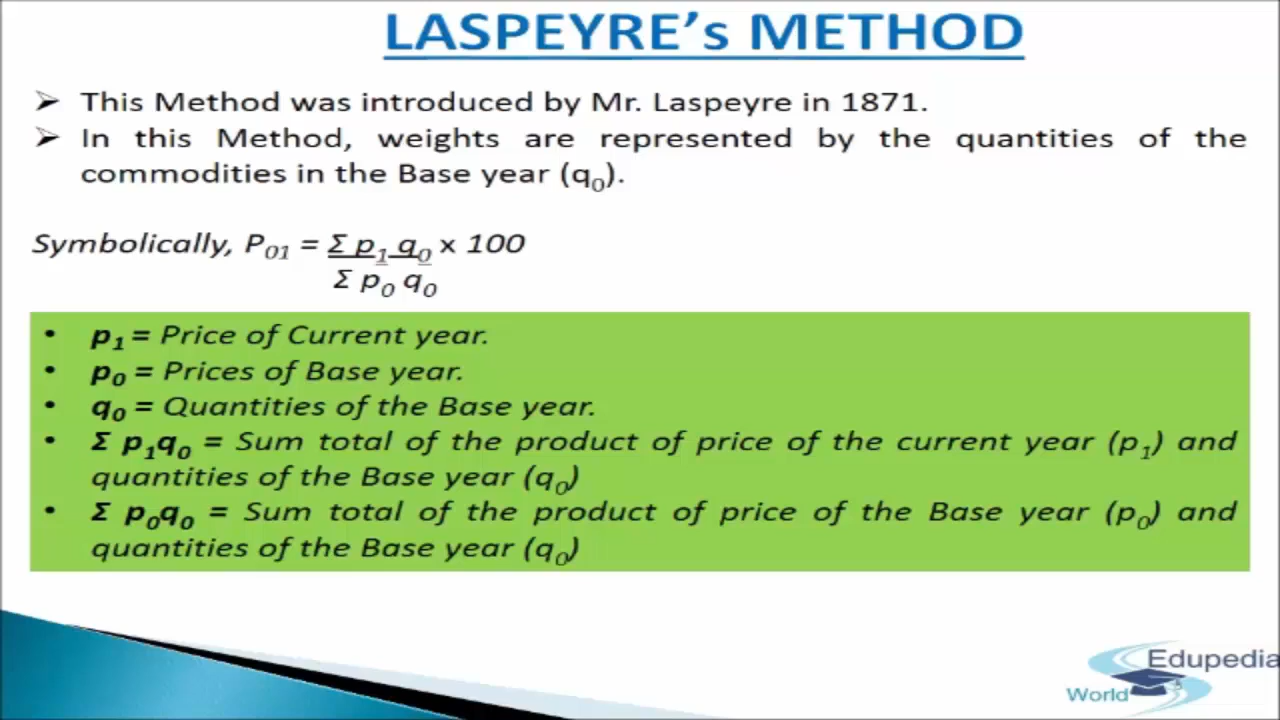 LASPEYRE's METHOD
➢ This Method was introduced by Mr. Laspeyre in 1871.
➢ In this Method, weights are represented by the quantities of the
commodities in the Base year (q₀).
Symbolically, P₀₁ = Σ p₁ q₀ x 100
Σ p₀ q₀
• p₁ = Price of Current year.
• p₀ = Prices of Base year.
• q₀ = Quantities of the Base year.
• Σ p₁q₀ = Sum total of the product of price of the current year (p₁) and
quantities of the Base year (q₀)
• Σ p₀q₀ = Sum total of the product of price of the Base year (p₀) and
quantities of the Base year (q₀)
Edupedia
World